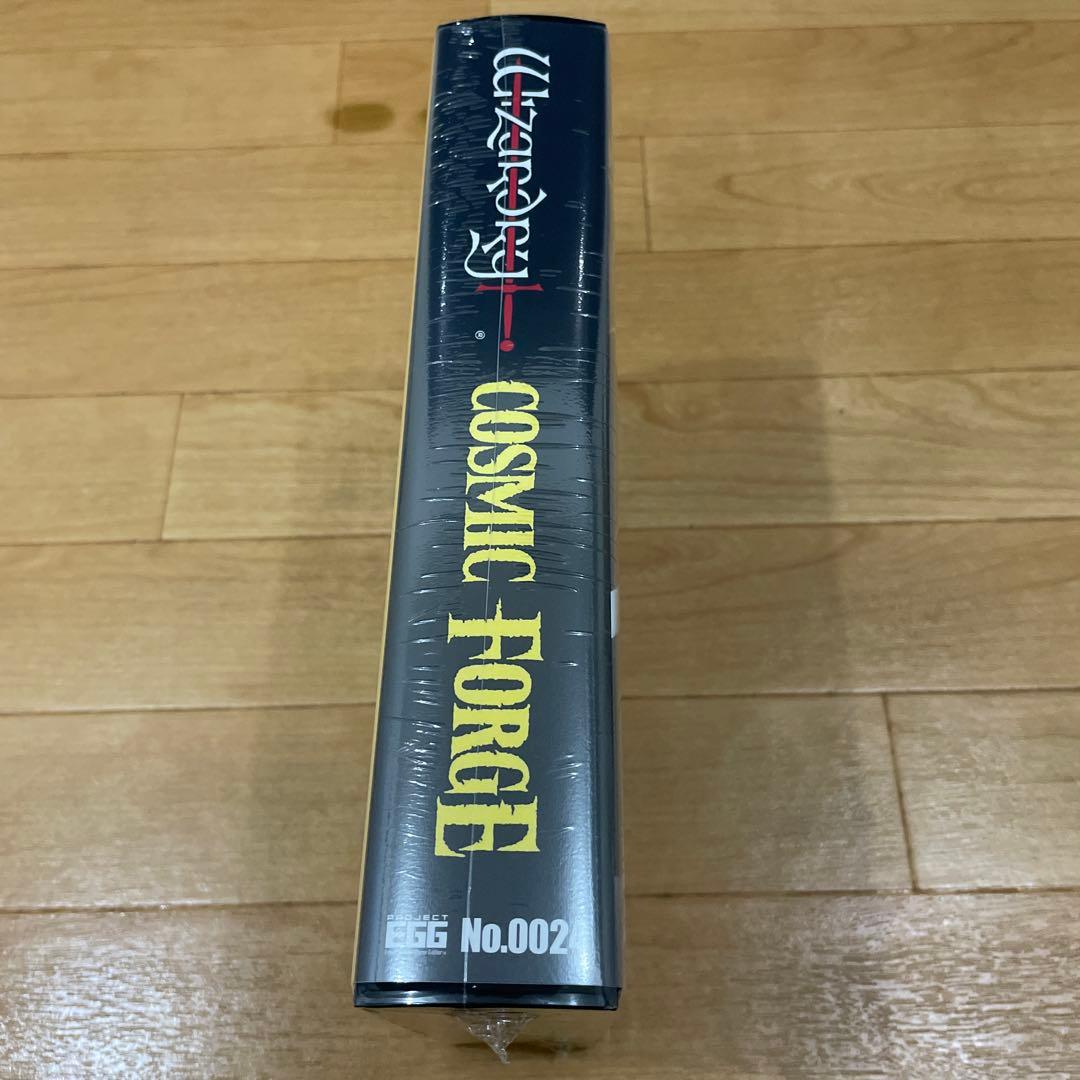 Wizardry
®
COSMIC FORGE
PROJECT
EGG
No.002